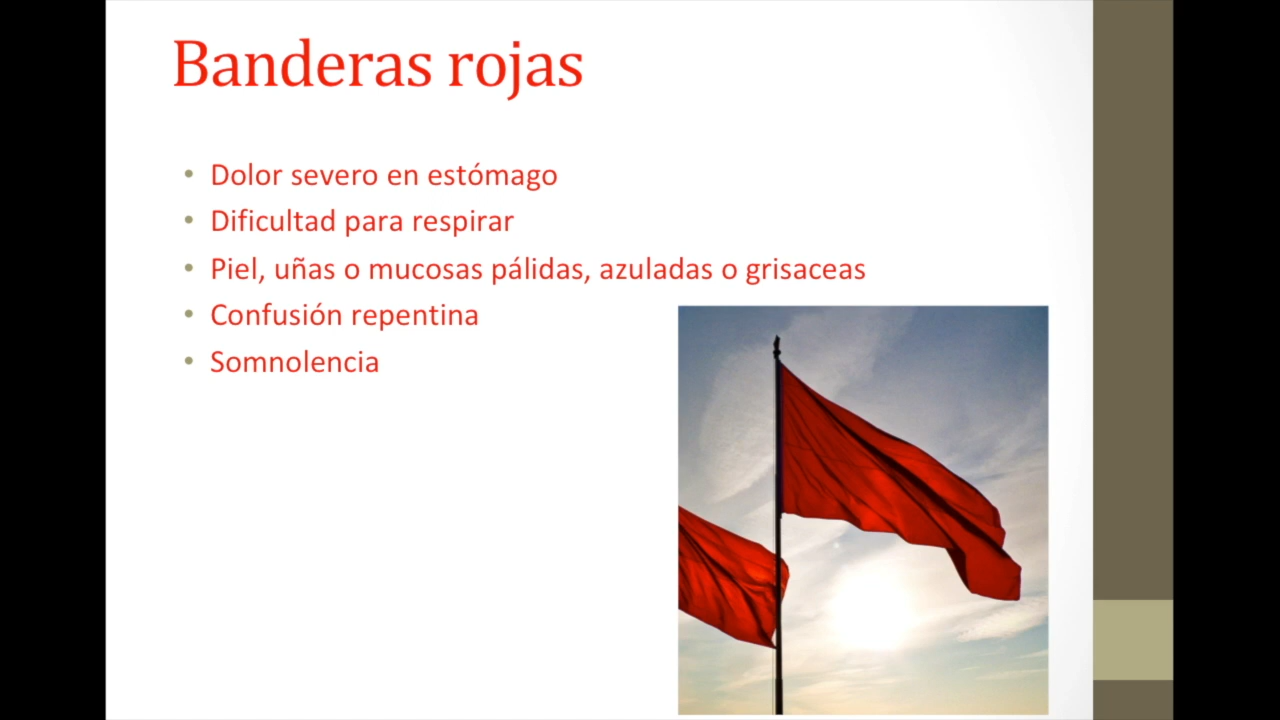 Banderas rojas
• Dolor severo en estómago
• Dificultad para respirar
• Piel, uñas o mucosas pálidas, azuladas o grisaceas
• Confusión repentina
• Somnolencia